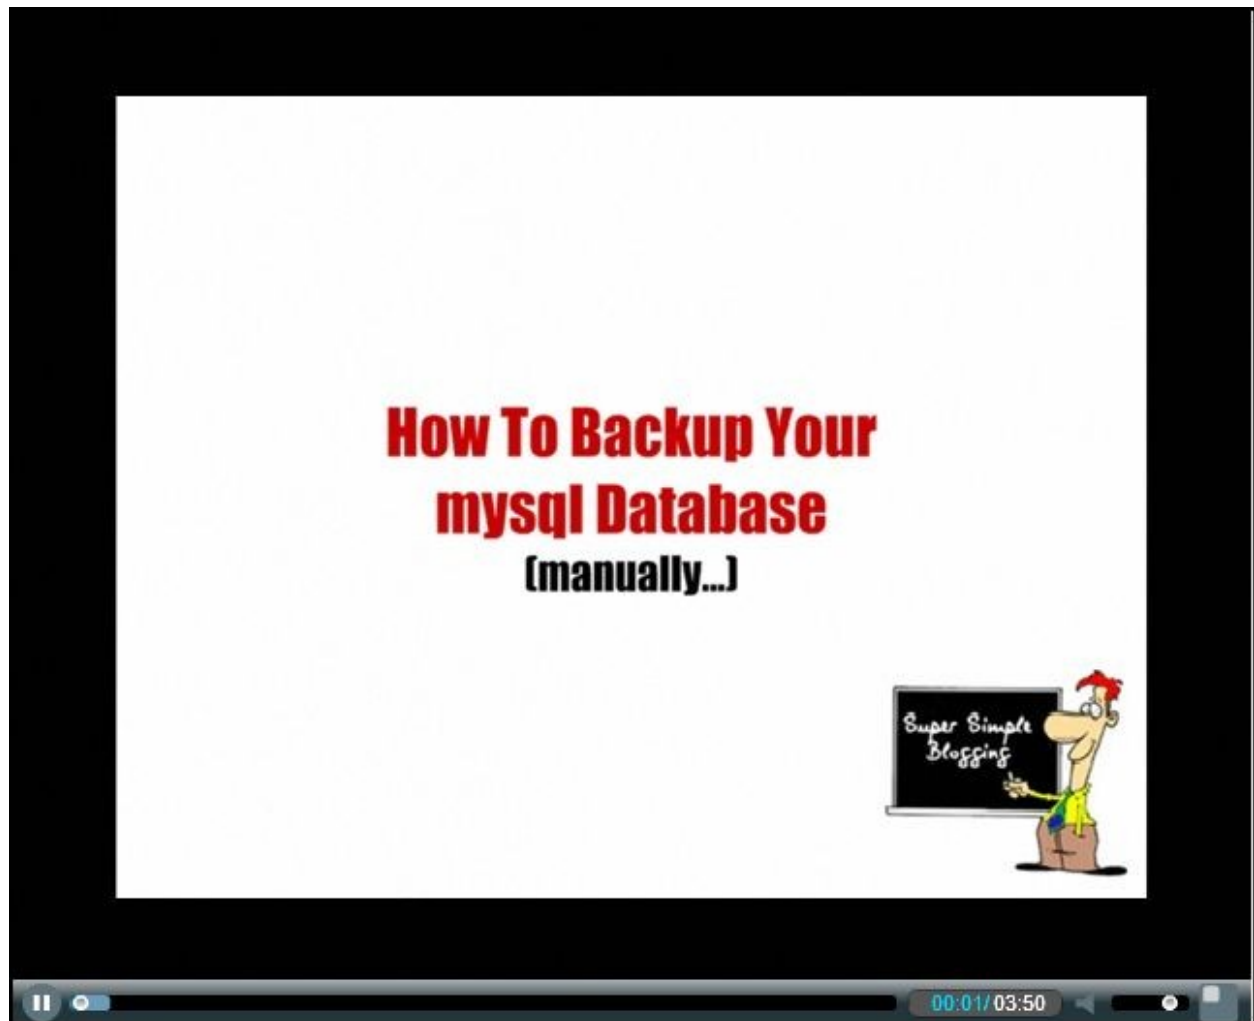 How To Backup Your
mysql Database
(manually...)
Super Simple
Blogging
00:01/03:50